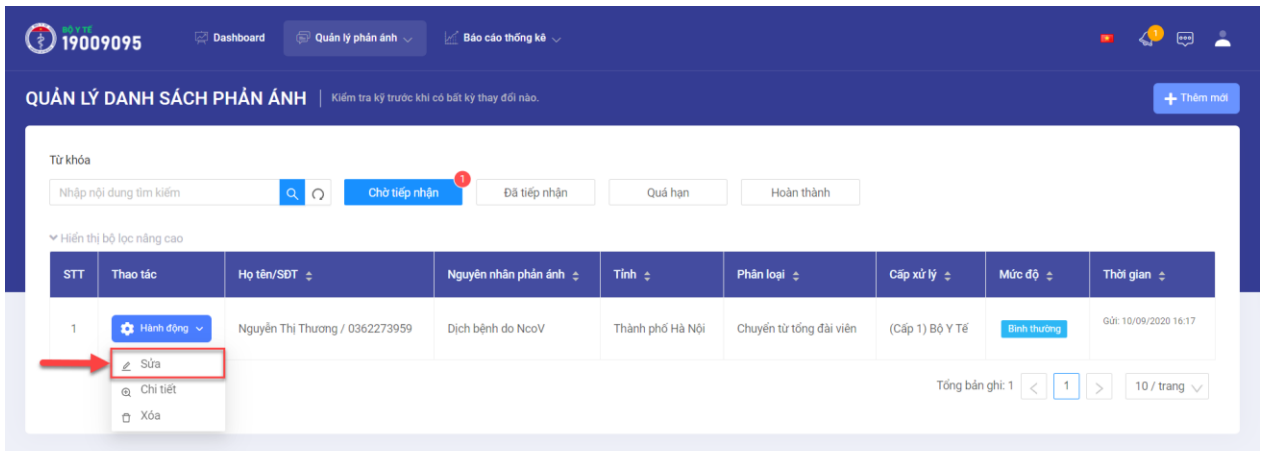 BỘ Y TẾ
19009095
Dashboard
Quản lý phản ánh
Báo cáo thống kê
1
QUẢN LÝ DANH SÁCH PHẢN ÁNH
Kiểm tra kỹ trước khi có bất kỳ thay đổi nào.
Thêm mới
Từ khóa
Nhập nội dung tìm kiếm
Chờ tiếp nhận
1
Đã tiếp nhận
Quá hạn
Hoàn thành
Hiển thị bộ lọc nâng cao
STT Thao tác Họ tên/SĐT Nguyên nhân phản ánh Tỉnh Phân loại Cấp xử lý Mức độ Thời gian
1 Hành động Nguyễn Thị Thương / 0362273959 Dịch bệnh do NcoV Thành phố Hà Nội Chuyển từ tổng đài viên (Cấp 1) Bộ Y Tế Bình thường Gửi: 10/09/2020 16:17
Sửa
Chi tiết
Xóa
Tổng bản ghi: 1 < 1 > 10 / trang